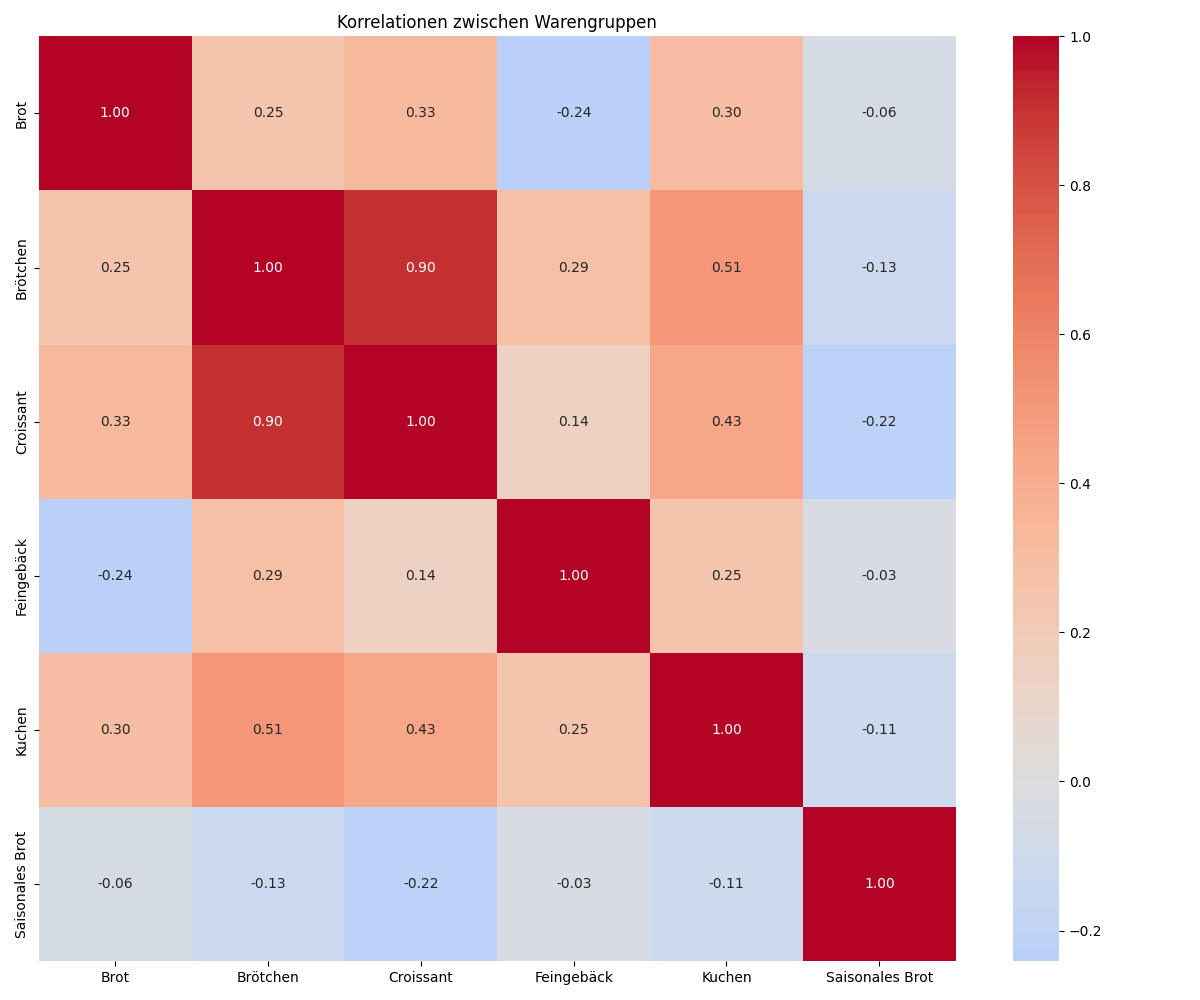 Korrelationen zwischen Warengruppen
Brot 1.00 0.25 0.33 -0.24 0.30 -0.06
Brötchen 0.25 1.00 0.90 0.29 0.51 -0.13
Croissant 0.33 0.90 1.00 0.14 0.43 -0.22
Feingebäck -0.24 0.29 0.14 1.00 0.25 -0.03
Kuchen 0.30 0.51 0.43 0.25 1.00 -0.11
Saisonales Brot -0.06 -0.13 -0.22 -0.03 -0.11 1.00
Brot Brötchen Croissant Feingebäck Kuchen Saisonales Brot
1.0
0.8
0.6
0.4
0.2
0.0
−0.2